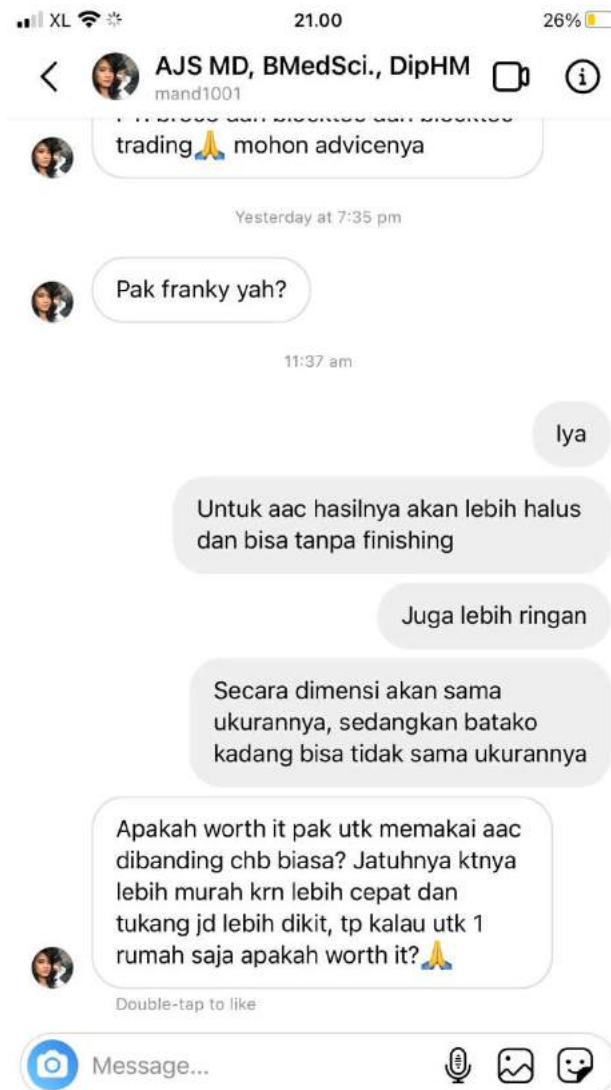 XL
21.00
26%
AJS MD, BMedSci., DipHM
mand1001
trading🙏 mohon advicenya
Yesterday at 7:35 pm
Pak franky yah?
11:37 am
Iya
Untuk aac hasilnya akan lebih halus
dan bisa tanpa finishing
Juga lebih ringan
Secara dimensi akan sama
ukurannya, sedangkan batako
kadang bisa tidak sama ukurannya
Apakah worth it pak utk memakai aac
dibanding chb biasa? Jatuhnya ktnya
lebih murah krn lebih cepat dan
tukang jd lebih dikit, tp kalau utk 1
rumah saja apakah worth it?🙏
Double-tap to like
Message...